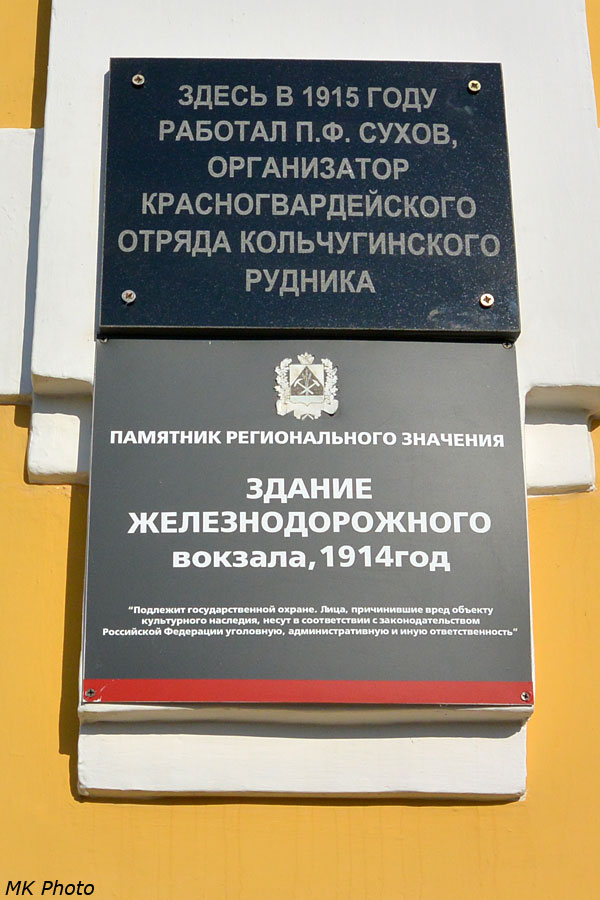 ЗДЕСЬ В 1915 ГОДУ
РАБОТАЛ П.Ф. СУХОВ,
ОРГАНИЗАТОР
КРАСНОГВАРДЕЙСКОГО
ОТРЯДА КОЛЬЧУГИНСКОГО
РУДНИКА
ПАМЯТНИК РЕГИОНАЛЬНОГО ЗНАЧЕНИЯ
ЗДАНИЕ
ЖЕЛЕЗНОДОРОЖНОГО
вокзала,1914год
“Подлежит государственной охране. Лица, причинившие вред объекту
культурного наследия, несут в соответствии с законодательством
Российской Федерации уголовную, административную и иную ответственность”
MK Photo